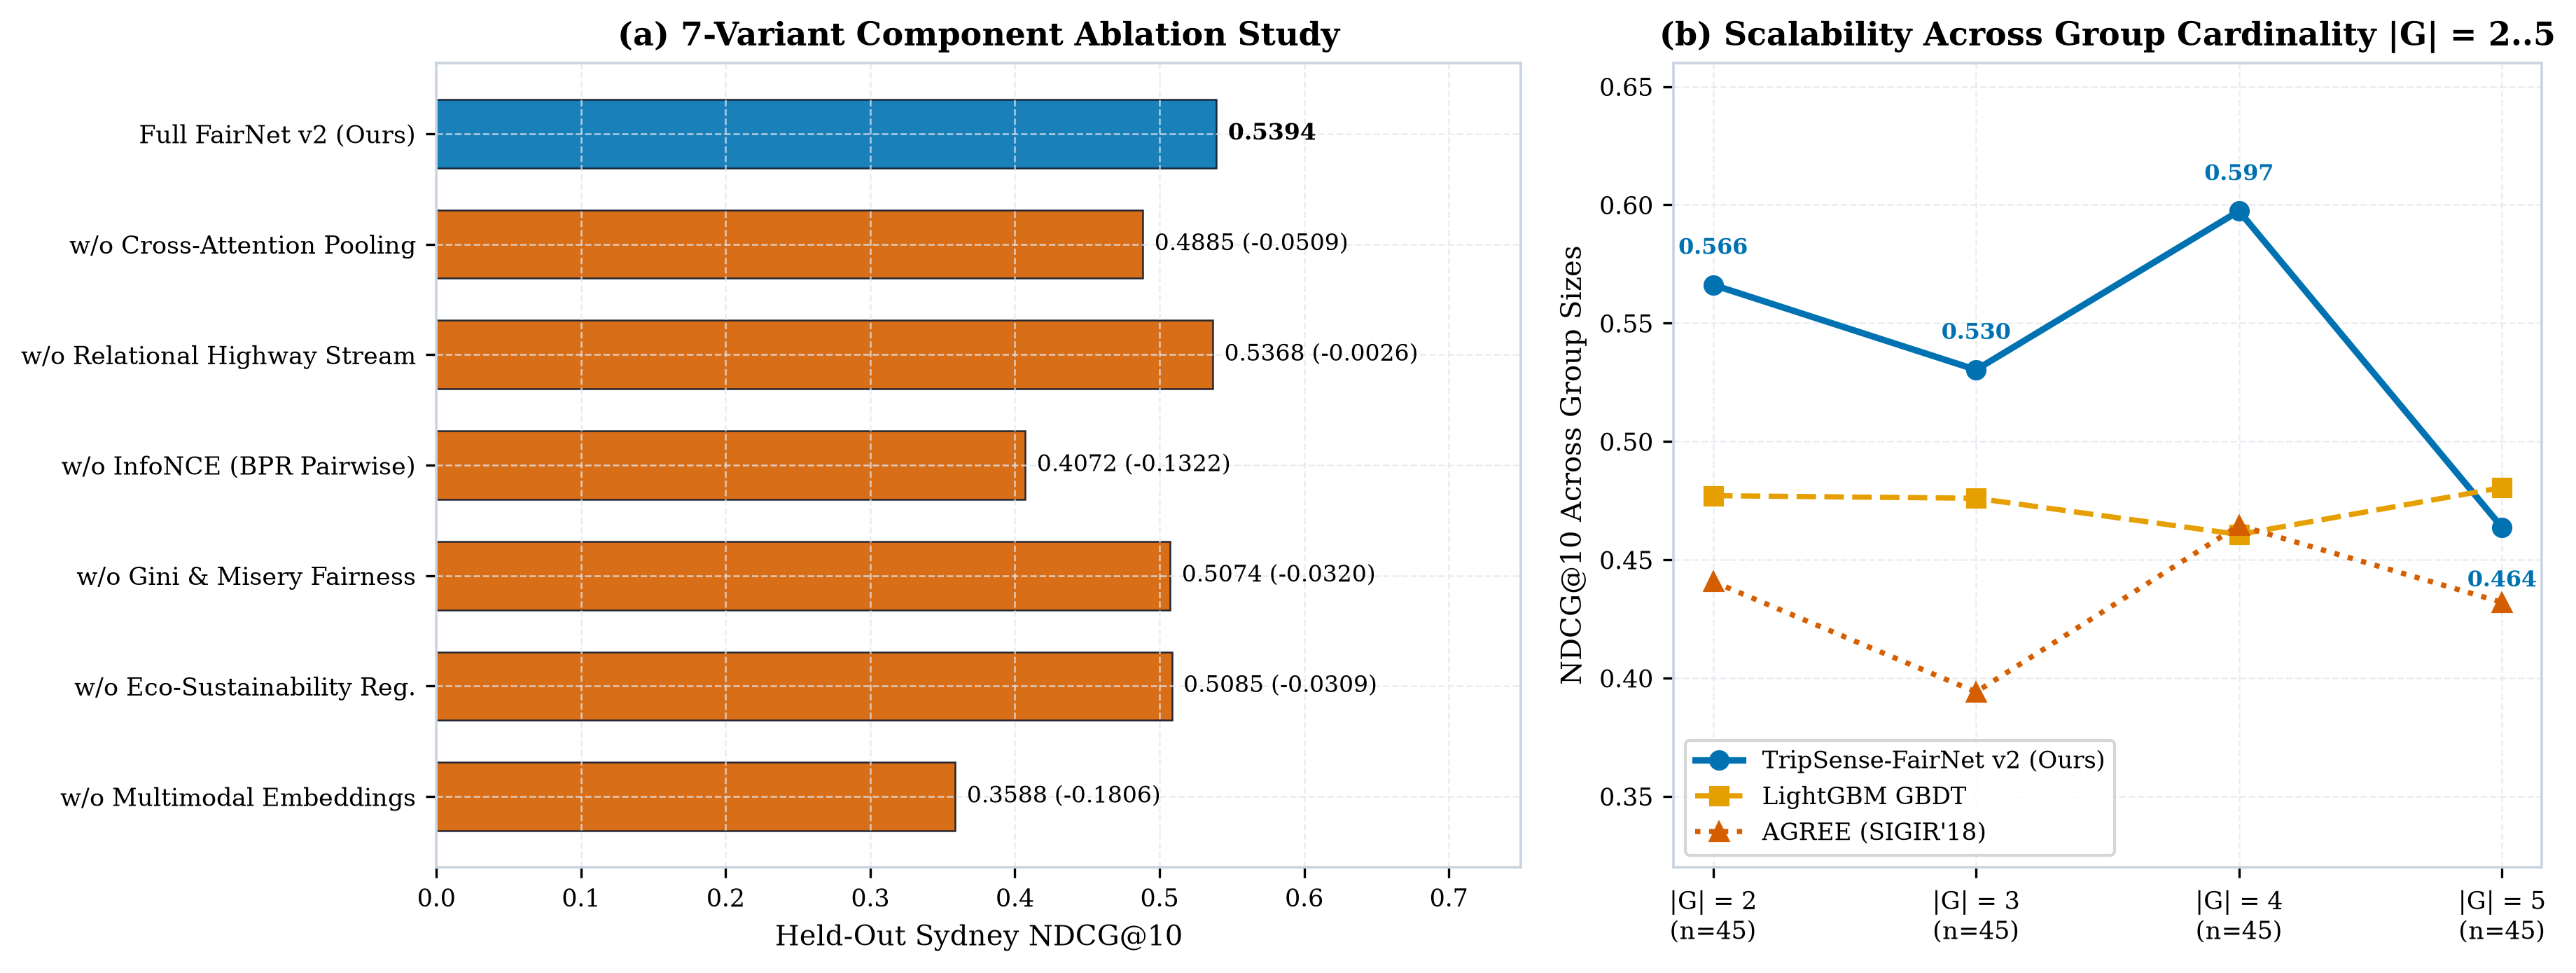 (a) 7-Variant Component Ablation Study
Full FairNet v2 (Ours)
0.5394
w/o Cross-Attention Pooling
0.4885 (-0.0509)
w/o Relational Highway Stream
0.5368 (-0.0026)
w/o InfoNCE (BPR Pairwise)
0.4072 (-0.1322)
w/o Gini & Misery Fairness
0.5074 (-0.0320)
w/o Eco-Sustainability Reg.
0.5085 (-0.0309)
w/o Multimodal Embeddings
0.3588 (-0.1806)
0.0 0.1 0.2 0.3 0.4 0.5 0.6 0.7
Held-Out Sydney NDCG@10
(b) Scalability Across Group Cardinality |G| = 2..5
NDCG@10 Across Group Sizes
0.65
0.60
0.55
0.50
0.45
0.40
0.35
0.566
0.530
0.597
0.464
TripSense-FairNet v2 (Ours)
LightGBM GBDT
AGREE (SIGIR'18)
|G| = 2 |G| = 3 |G| = 4 |G| = 5
(n=45) (n=45) (n=45) (n=45)